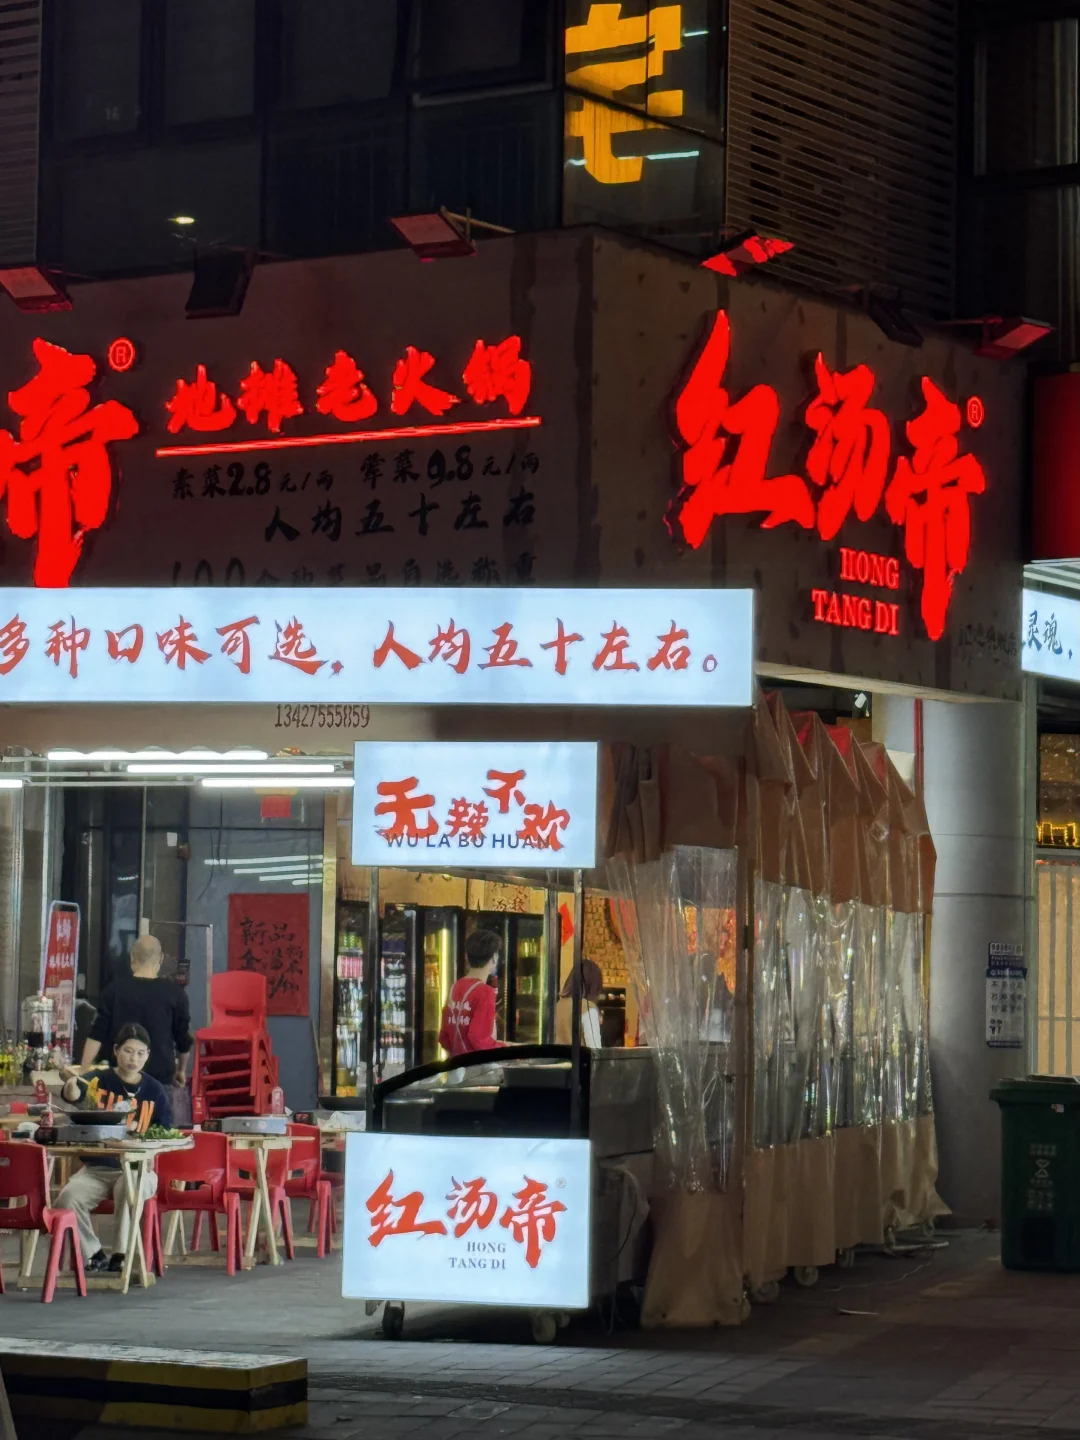 帝®
地摊老火锅
素菜2.8元/两 荤菜9.8元/两
人均五十左右
红汤帝®
HONG
TANG DI
多种口味可选，人均五十左右。
灵魂，
13427555859
无辣不欢
WU LA BU HUAN
新品
红汤帝®
HONG
TANG DI